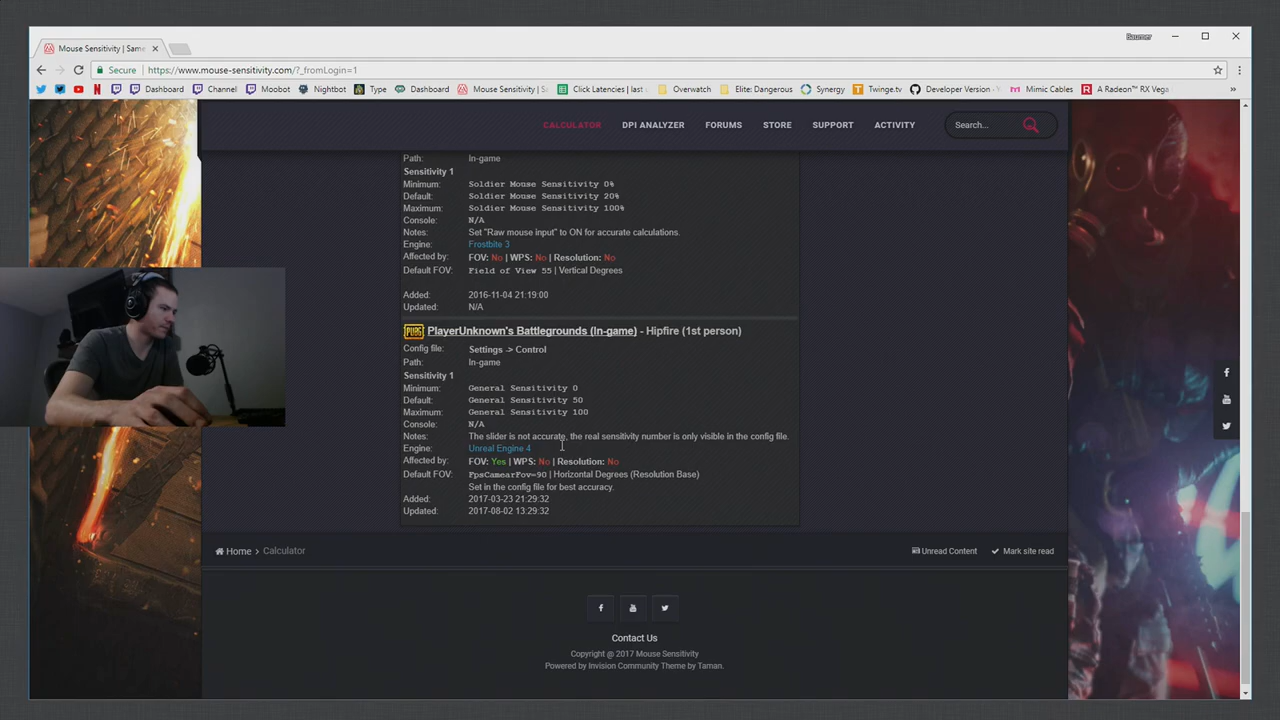 Baumer
Mouse Sensitivity | Same
Secure https://www.mouse-sensitivity.com/?_fromLogin=1
Dashboard Channel Moobot Nightbot Type Dashboard Mouse Sensitivity | S Click Latencies | last Overwatch Elite: Dangerous Synergy Twinge.tv Developer Version Mimic Cables A Radeon™ RX Vega »
CALCULATOR DPI ANALYZER FORUMS STORE SUPPORT ACTIVITY Search...
Path: In-game
Sensitivity 1
Minimum: Soldier Mouse Sensitivity 0%
Default: Soldier Mouse Sensitivity 20%
Maximum: Soldier Mouse Sensitivity 100%
Console: N/A
Notes: Set "Raw mouse input" to ON for accurate calculations.
Engine: Frostbite 3
Affected by: FOV: No | WPS: No | Resolution: No
Default FOV: Field of View 55 | Vertical Degrees
Added: 2016-11-04 21:19:00
Updated: N/A
PUBG PlayerUnknown's Battlegrounds (In-game) - Hipfire (1st person)
Config file: Settings -> Control
Path: In-game
Sensitivity 1
Minimum: General Sensitivity 0
Default: General Sensitivity 50
Maximum: General Sensitivity 100
Console: N/A
Notes: The slider is not accurate, the real sensitivity number is only visible in the config file.
Engine: Unreal Engine 4
Affected by: FOV: Yes | WPS: No | Resolution: No
Default FOV: FpsCamearFov=90 | Horizontal Degrees (Resolution Base)
Set in the config file for best accuracy.
Added: 2017-03-23 21:29:32
Updated: 2017-08-02 13:29:32
Home > Calculator Unread Content Mark site read
Contact Us
Copyright @ 2017 Mouse Sensitivity
Powered by Invision Community Theme by Taman.